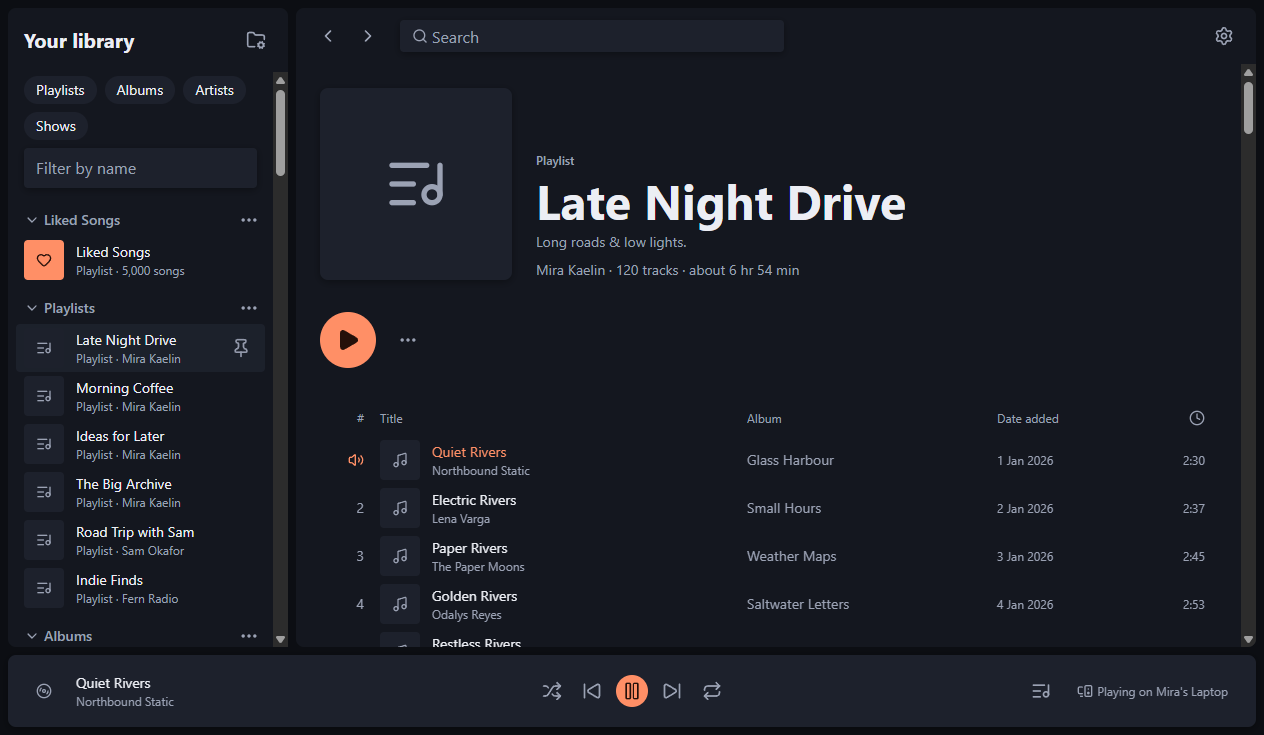 Your library
Search
Playlists
Albums
Artists
Shows
Filter by name
Liked Songs
Liked Songs
Playlist · 5,000 songs
Playlists
Late Night Drive
Playlist · Mira Kaelin
Morning Coffee
Playlist · Mira Kaelin
Ideas for Later
Playlist · Mira Kaelin
The Big Archive
Playlist · Mira Kaelin
Road Trip with Sam
Playlist · Sam Okafor
Indie Finds
Playlist · Fern Radio
Albums
Playlist
Late Night Drive
Long roads & low lights.
Mira Kaelin · 120 tracks · about 6 hr 54 min
# Title Album Date added
Quiet Rivers
Northbound Static
Glass Harbour
1 Jan 2026
2:30
2
Electric Rivers
Lena Varga
Small Hours
2 Jan 2026
2:37
3
Paper Rivers
The Paper Moons
Weather Maps
3 Jan 2026
2:45
4
Golden Rivers
Odalys Reyes
Saltwater Letters
4 Jan 2026
2:53
Restless Rivers
Quiet Rivers
Northbound Static
Playing on Mira's Laptop